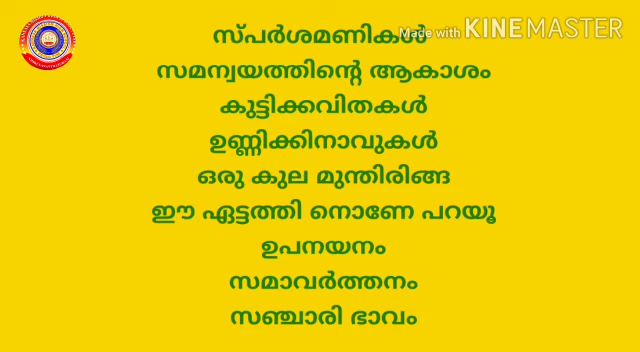 സ്പർശമണികൾ
Made with KINEMASTER
സമന്വയത്തിന്റെ ആകാശം
കുട്ടിക്കവിതകൾ
ഉണ്ണിക്കിനാവുകൾ
ഒരു കുല മുന്തിരിങ്ങ
ഈ ഏട്ടത്തി നൊണേ പറയൂ
ഉപനയനം
സമാവർത്തനം
സഞ്ചാരി ഭാവം